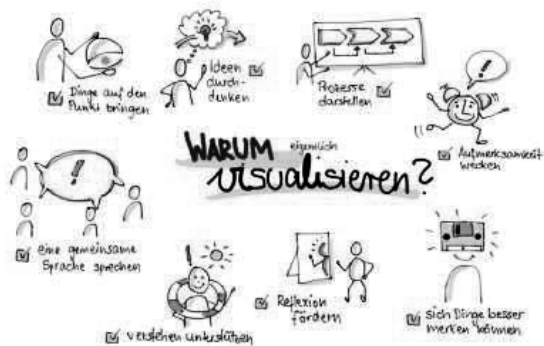 Dinge auf den
Punkt bringen
Ideen
durch-
denken
Prozesse
darstellen
!
Aufmerksamkeit
wecken
WARUM eigentlich
visualisieren?
!
eine gemeinsame
Sprache sprechen
!
verstehen unterstützen
Reflexion
fördern
sich Dinge besser
merken können